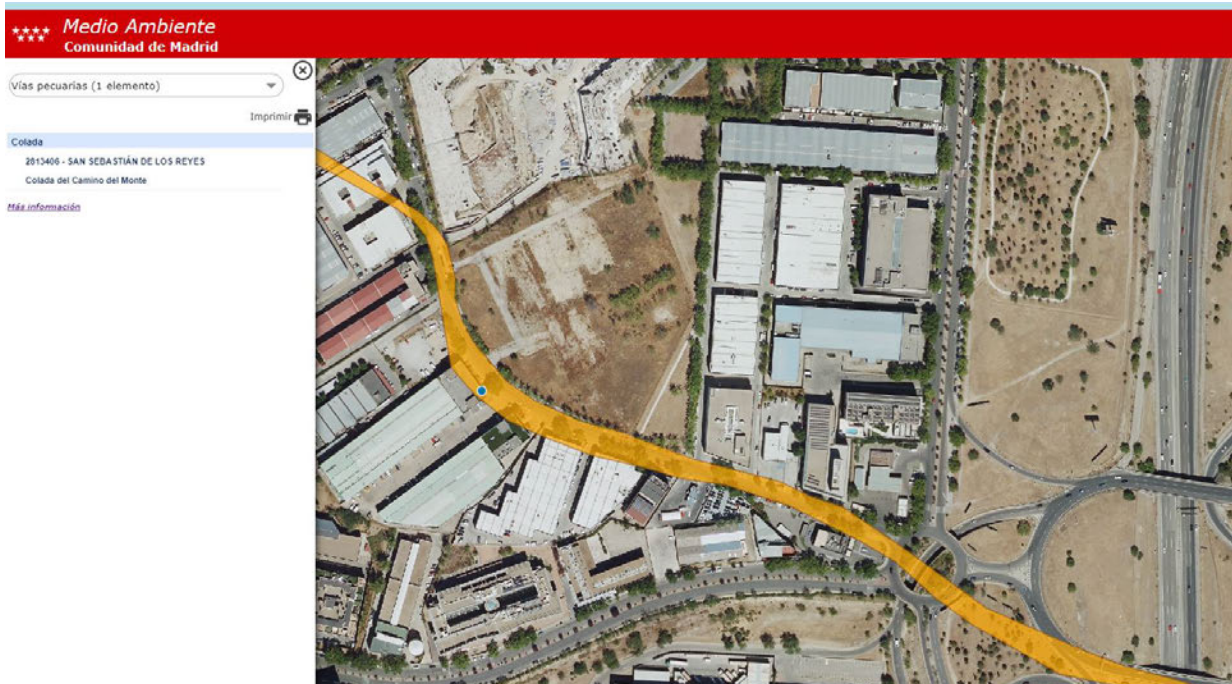 Medio Ambiente
Comunidad de Madrid
Vías pecuarias (1 elemento)
Imprimir
Colada
2813406 - SAN SEBASTIÁN DE LOS REYES
Colada del Camino del Monte
Más información